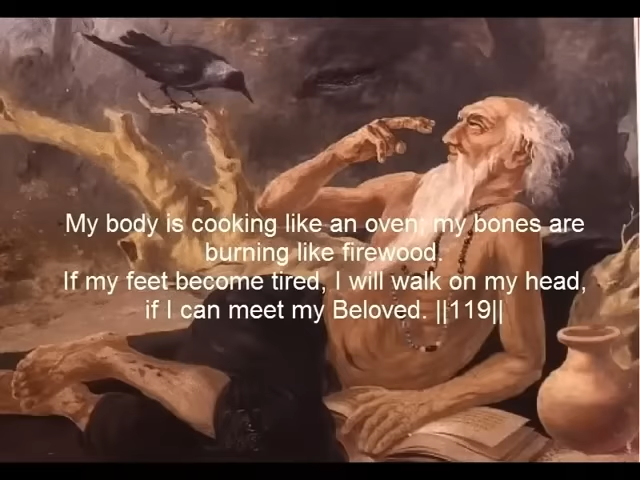 My body is cooking like an oven; my bones are
burning like firewood.
If my feet become tired, I will walk on my head,
if I can meet my Beloved. ||119||